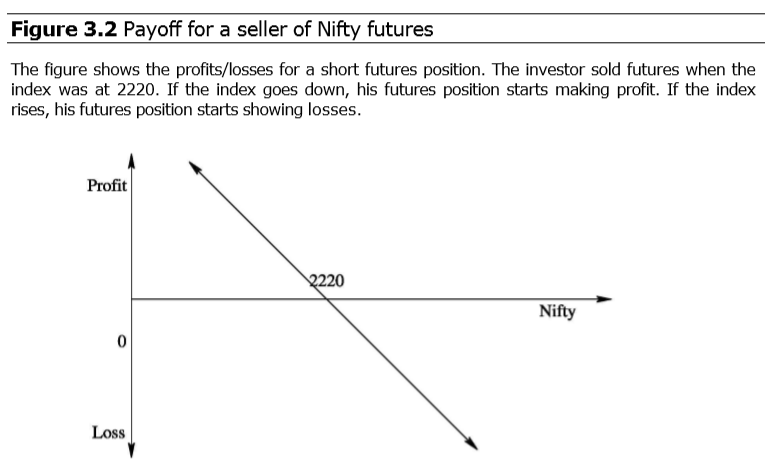 Figure 3.2 Payoff for a seller of Nifty futures
The figure shows the profits/losses for a short futures position. The investor sold futures when the
index was at 2220. If the index goes down, his futures position starts making profit. If the index
rises, his futures position starts showing losses.
Profit
2220
Nifty
0
Loss